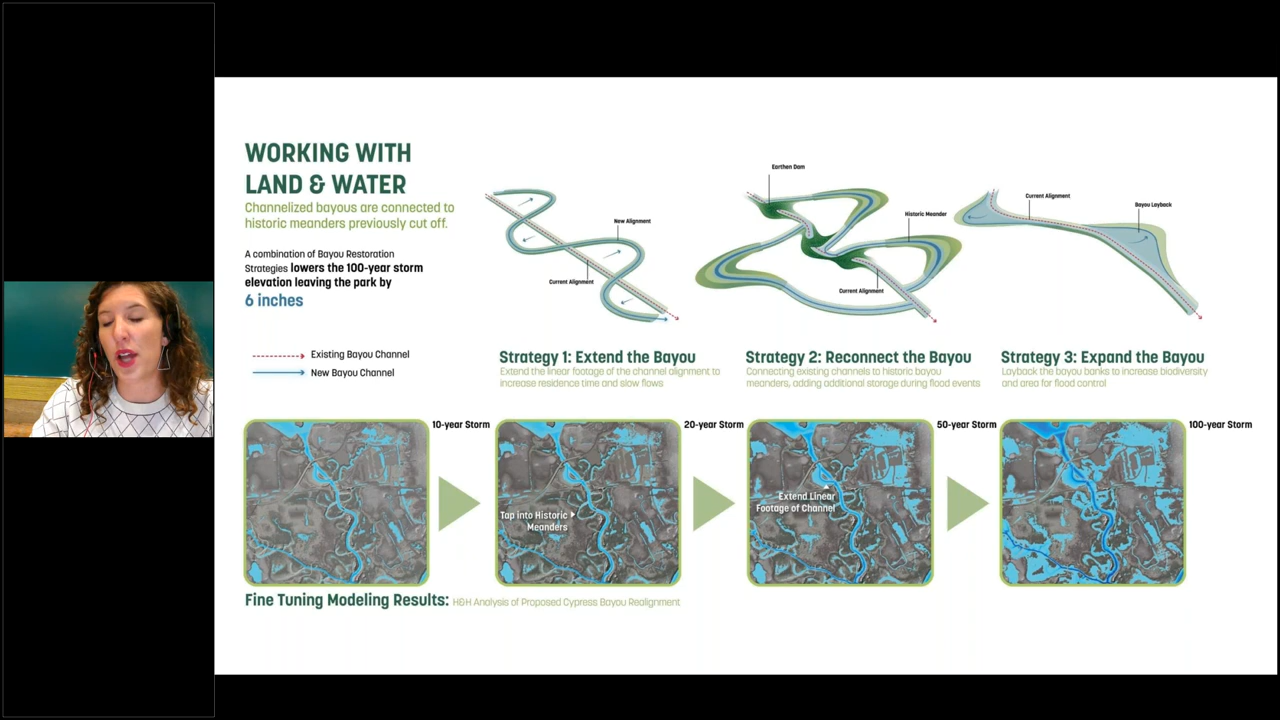 WORKING WITH
LAND & WATER
Channelized bayous are connected to
historic meanders previously cut off.
A combination of Bayou Restoration
Strategies lowers the 100-year storm
elevation leaving the park by
6 inches
Existing Bayou Channel
New Bayou Channel
New Alignment
Current Alignment
Strategy 1: Extend the Bayou
Extend the linear footage of the channel alignment to
increase residence time and slow flows
Earthen Dam
Historic Meander
Current Alignment
Strategy 2: Reconnect the Bayou
Connecting existing channels to historic bayou
meanders, adding additional storage during flood events
Current Alignment
Bayou Layback
Strategy 3: Expand the Bayou
Layback the bayou banks to increase biodiversity
and area for flood control
10-year Storm
20-year Storm
50-year Storm
100-year Storm
Tap into Historic
Meanders
Extend Linear
Footage of Channel
Fine Tuning Modeling Results: H&H Analysis of Proposed Cypress Bayou Realignment